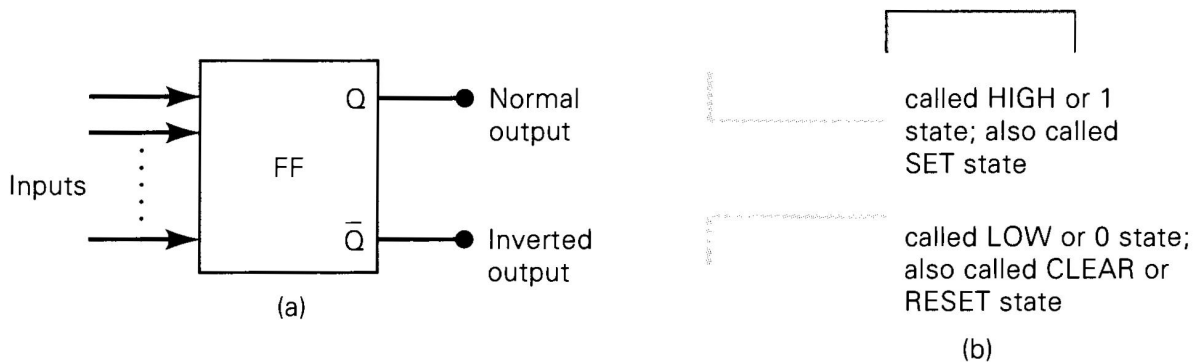 Inputs
FF
Q
Q̅
Normal
output
Inverted
output
(a)
called HIGH or 1
state; also called
SET state
called LOW or 0 state;
also called CLEAR or
RESET state
(b)